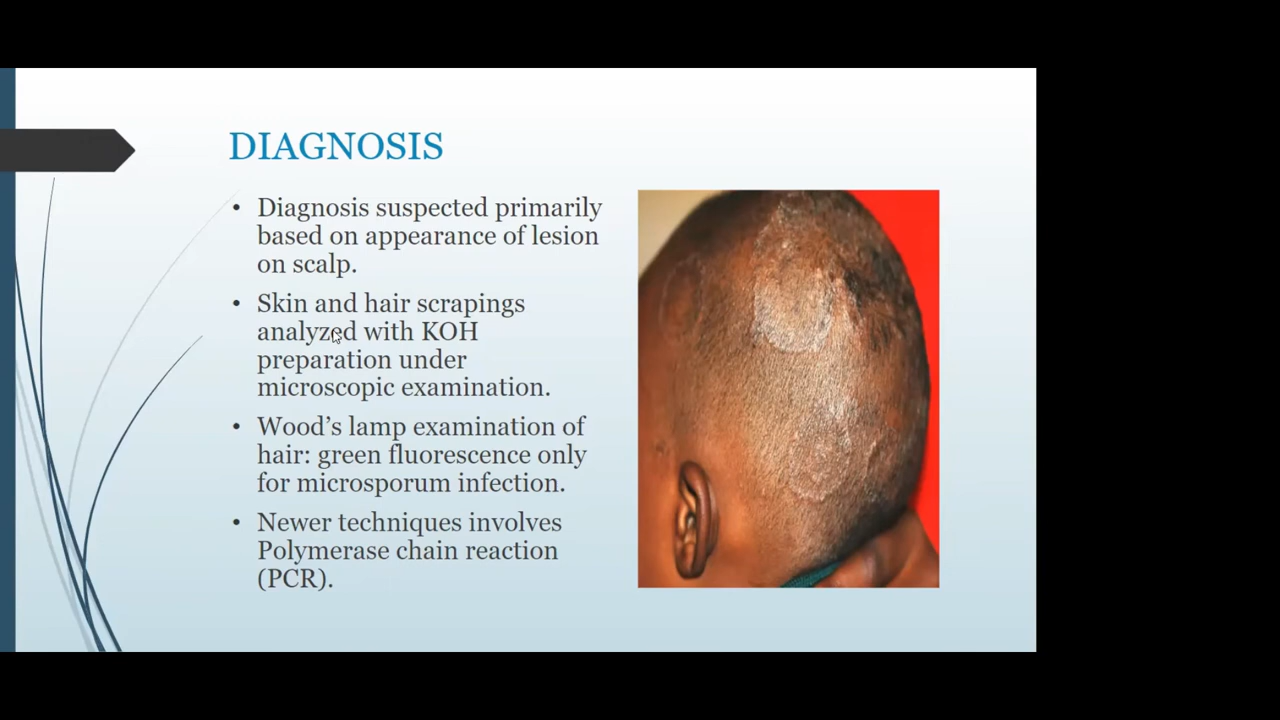 DIAGNOSIS
• Diagnosis suspected primarily
based on appearance of lesion
on scalp.
• Skin and hair scrapings
analyzed with KOH
preparation under
microscopic examination.
• Wood’s lamp examination of
hair: green fluorescence only
for microsporum infection.
• Newer techniques involves
Polymerase chain reaction
(PCR).